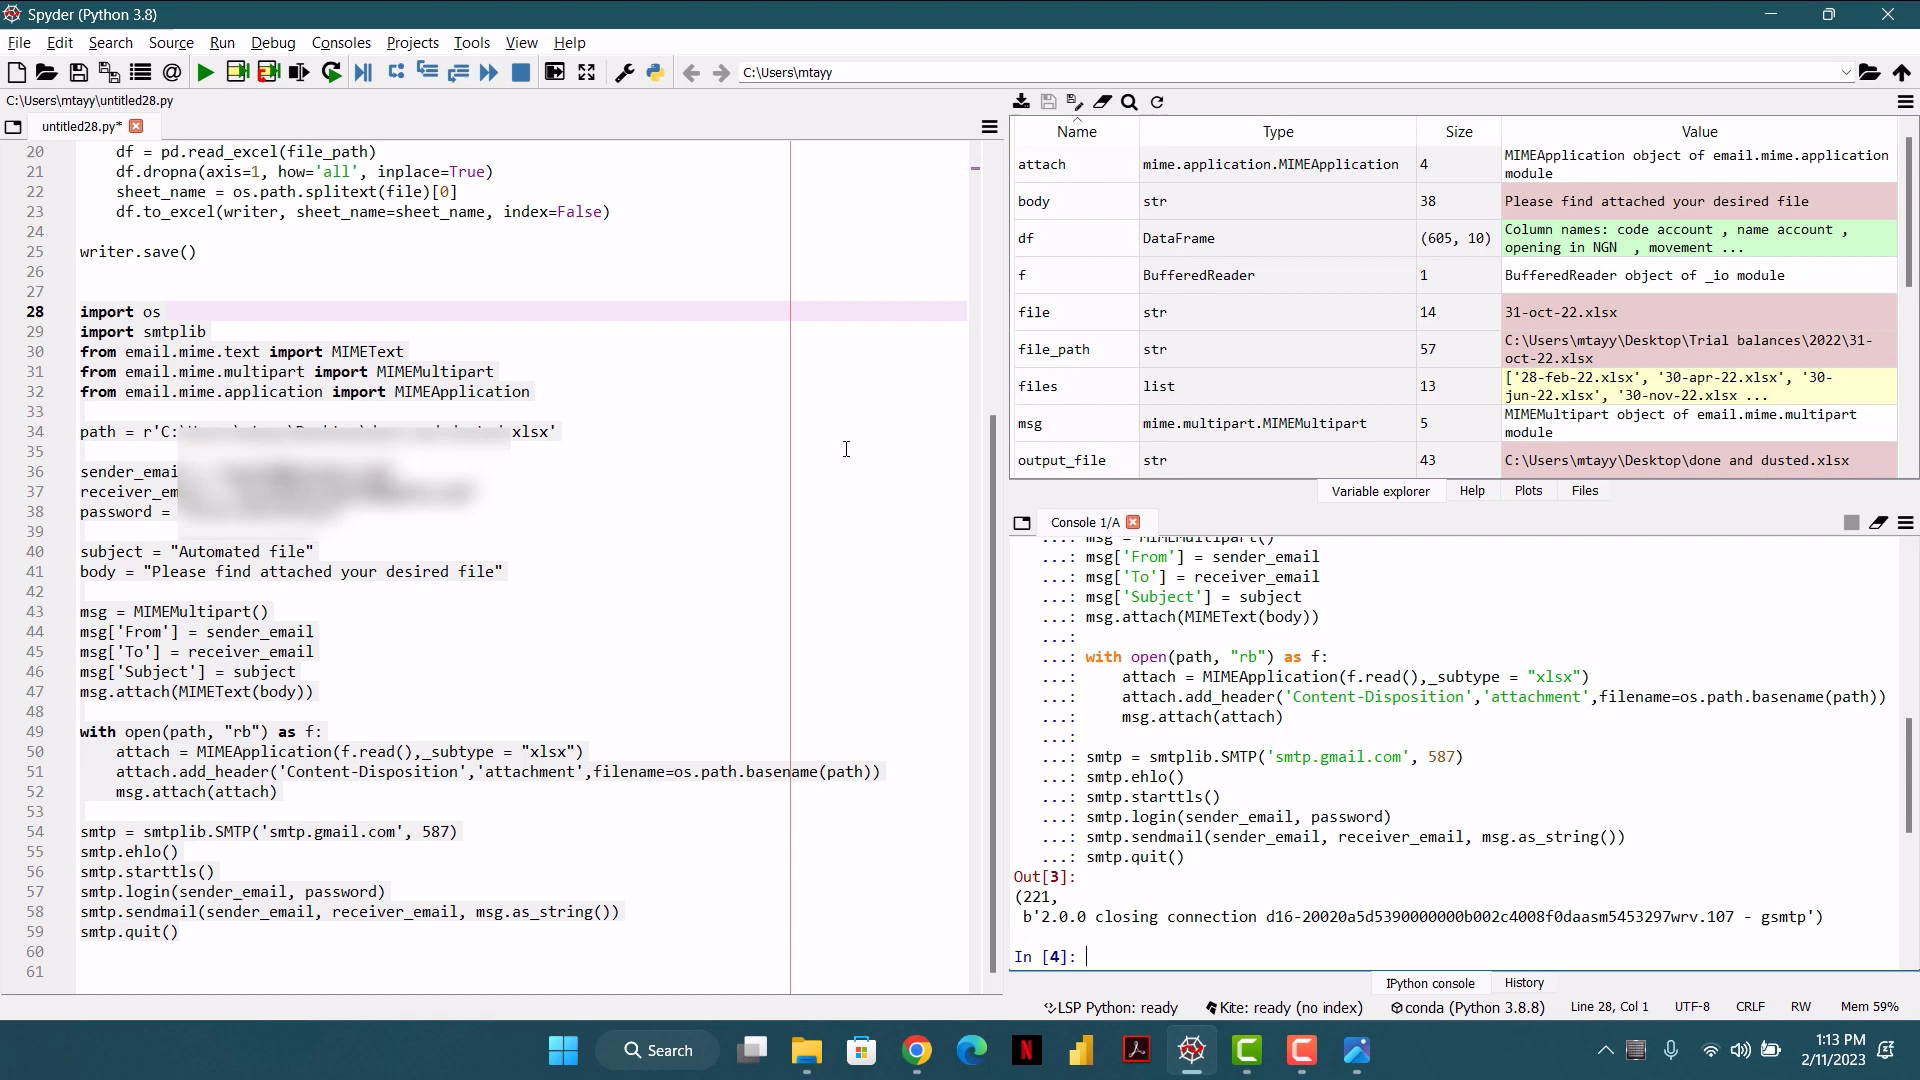 Spyder (Python 3.8)
File Edit Search Source Run Debug Consoles Projects Tools View Help
C:\Users\mtayy
C:\Users\mtayy\untitled28.py
untitled28.py*
20 df = pd.read_excel(file_path)
21 df.dropna(axis=1, how='all', inplace=True)
22 sheet_name = os.path.splitext(file)[0]
23 df.to_excel(writer, sheet_name=sheet_name, index=False)
24
25 writer.save()
26
27
28 import os
29 import smtplib
30 from email.mime.text import MIMEText
31 from email.mime.multipart import MIMEMultipart
32 from email.mime.application import MIMEApplication
33
34 path = r'C: xlsx'
35
36 sender_emai
37 receiver_em
38 password =
39
40 subject = "Automated file"
41 body = "Please find attached your desired file"
42
43 msg = MIMEMultipart()
44 msg['From'] = sender_email
45 msg['To'] = receiver_email
46 msg['Subject'] = subject
47 msg.attach(MIMEText(body))
48
49 with open(path, "rb") as f:
50 attach = MIMEApplication(f.read(),_subtype = "xlsx")
51 attach.add_header('Content-Disposition','attachment',filename=os.path.basename(path))
52 msg.attach(attach)
53
54 smtp = smtplib.SMTP('smtp.gmail.com', 587)
55 smtp.ehlo()
56 smtp.starttls()
57 smtp.login(sender_email, password)
58 smtp.sendmail(sender_email, receiver_email, msg.as_string())
59 smtp.quit()
60
61
Name Type Size Value
attach mime.application.MIMEApplication 4 MIMEApplication object of email.mime.application
module
body str 38 Please find attached your desired file
df DataFrame (605, 10) Column names: code account , name account ,
opening in NGN , movement ...
f BufferedReader 1 BufferedReader object of _io module
file str 14 31-oct-22.xlsx
file_path str 57 C:\Users\mtayy\Desktop\Trial balances\2022\31-
oct-22.xlsx
files list 13 ['28-feb-22.xlsx', '30-apr-22.xlsx', '30-
jun-22.xlsx', '30-nov-22.xlsx ...
msg mime.multipart.MIMEMultipart 5 MIMEMultipart object of email.mime.multipart
module
output_file str 43 C:\Users\mtayy\Desktop\done and dusted.xlsx
Variable explorer Help Plots Files
Console 1/A
...: msg = MIMEMultipart()
...: msg['From'] = sender_email
...: msg['To'] = receiver_email
...: msg['Subject'] = subject
...: msg.attach(MIMEText(body))
...:
...: with open(path, "rb") as f:
...: attach = MIMEApplication(f.read(),_subtype = "xlsx")
...: attach.add_header('Content-Disposition','attachment',filename=os.path.basename(path))
...: msg.attach(attach)
...:
...: smtp = smtplib.SMTP('smtp.gmail.com', 587)
...: smtp.ehlo()
...: smtp.starttls()
...: smtp.login(sender_email, password)
...: smtp.sendmail(sender_email, receiver_email, msg.as_string())
...: smtp.quit()
Out[3]:
(221,
b'2.0.0 closing connection d16-20020a5d5390000000b002c4008f0daasm5453297wrv.107 - gsmtp')
In [4]:
IPython console History
LSP Python: ready Kite: ready (no index) conda (Python 3.8.8) Line 28, Col 1 UTF-8 CRLF RW Mem 59%
Search
1:13 PM
2/11/2023